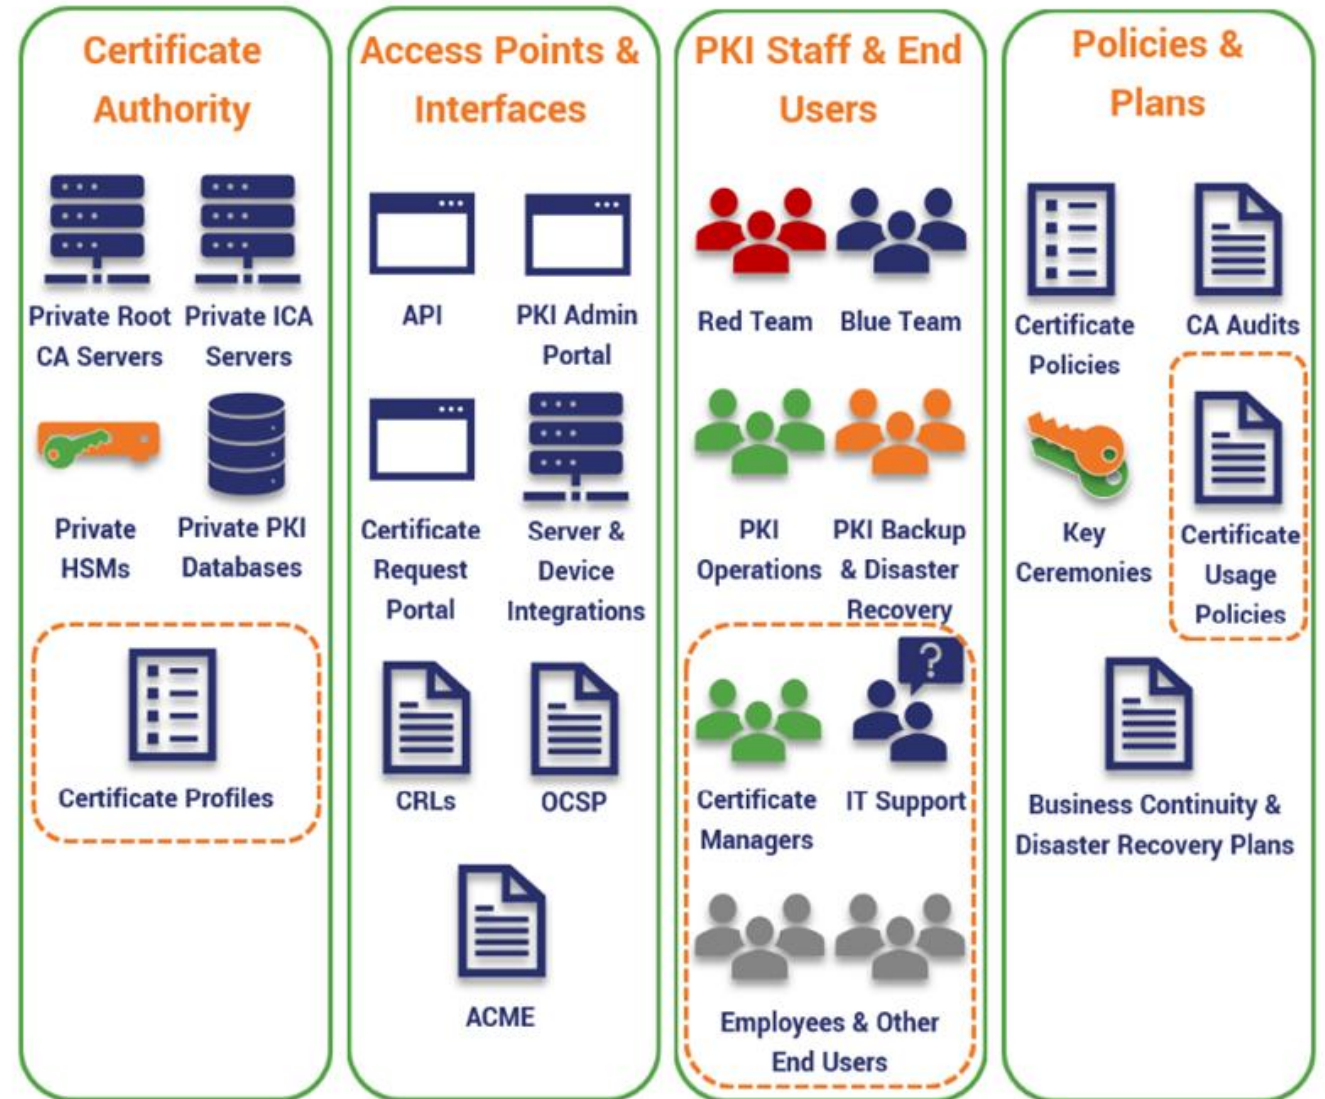 Certificate
Authority
Private Root
CA Servers
Private ICA
Servers
Private
HSMs
Private PKI
Databases
Certificate Profiles
Access Points &
Interfaces
API
PKI Admin
Portal
Certificate
Request
Portal
Server &
Device
Integrations
CRLs
OCSP
ACME
PKI Staff & End
Users
Red Team
Blue Team
PKI
Operations
PKI Backup
& Disaster
Recovery
?
Certificate
Managers
IT Support
Employees & Other
End Users
Policies &
Plans
Certificate
Policies
CA Audits
Key
Ceremonies
Certificate
Usage
Policies
Business Continuity &
Disaster Recovery Plans